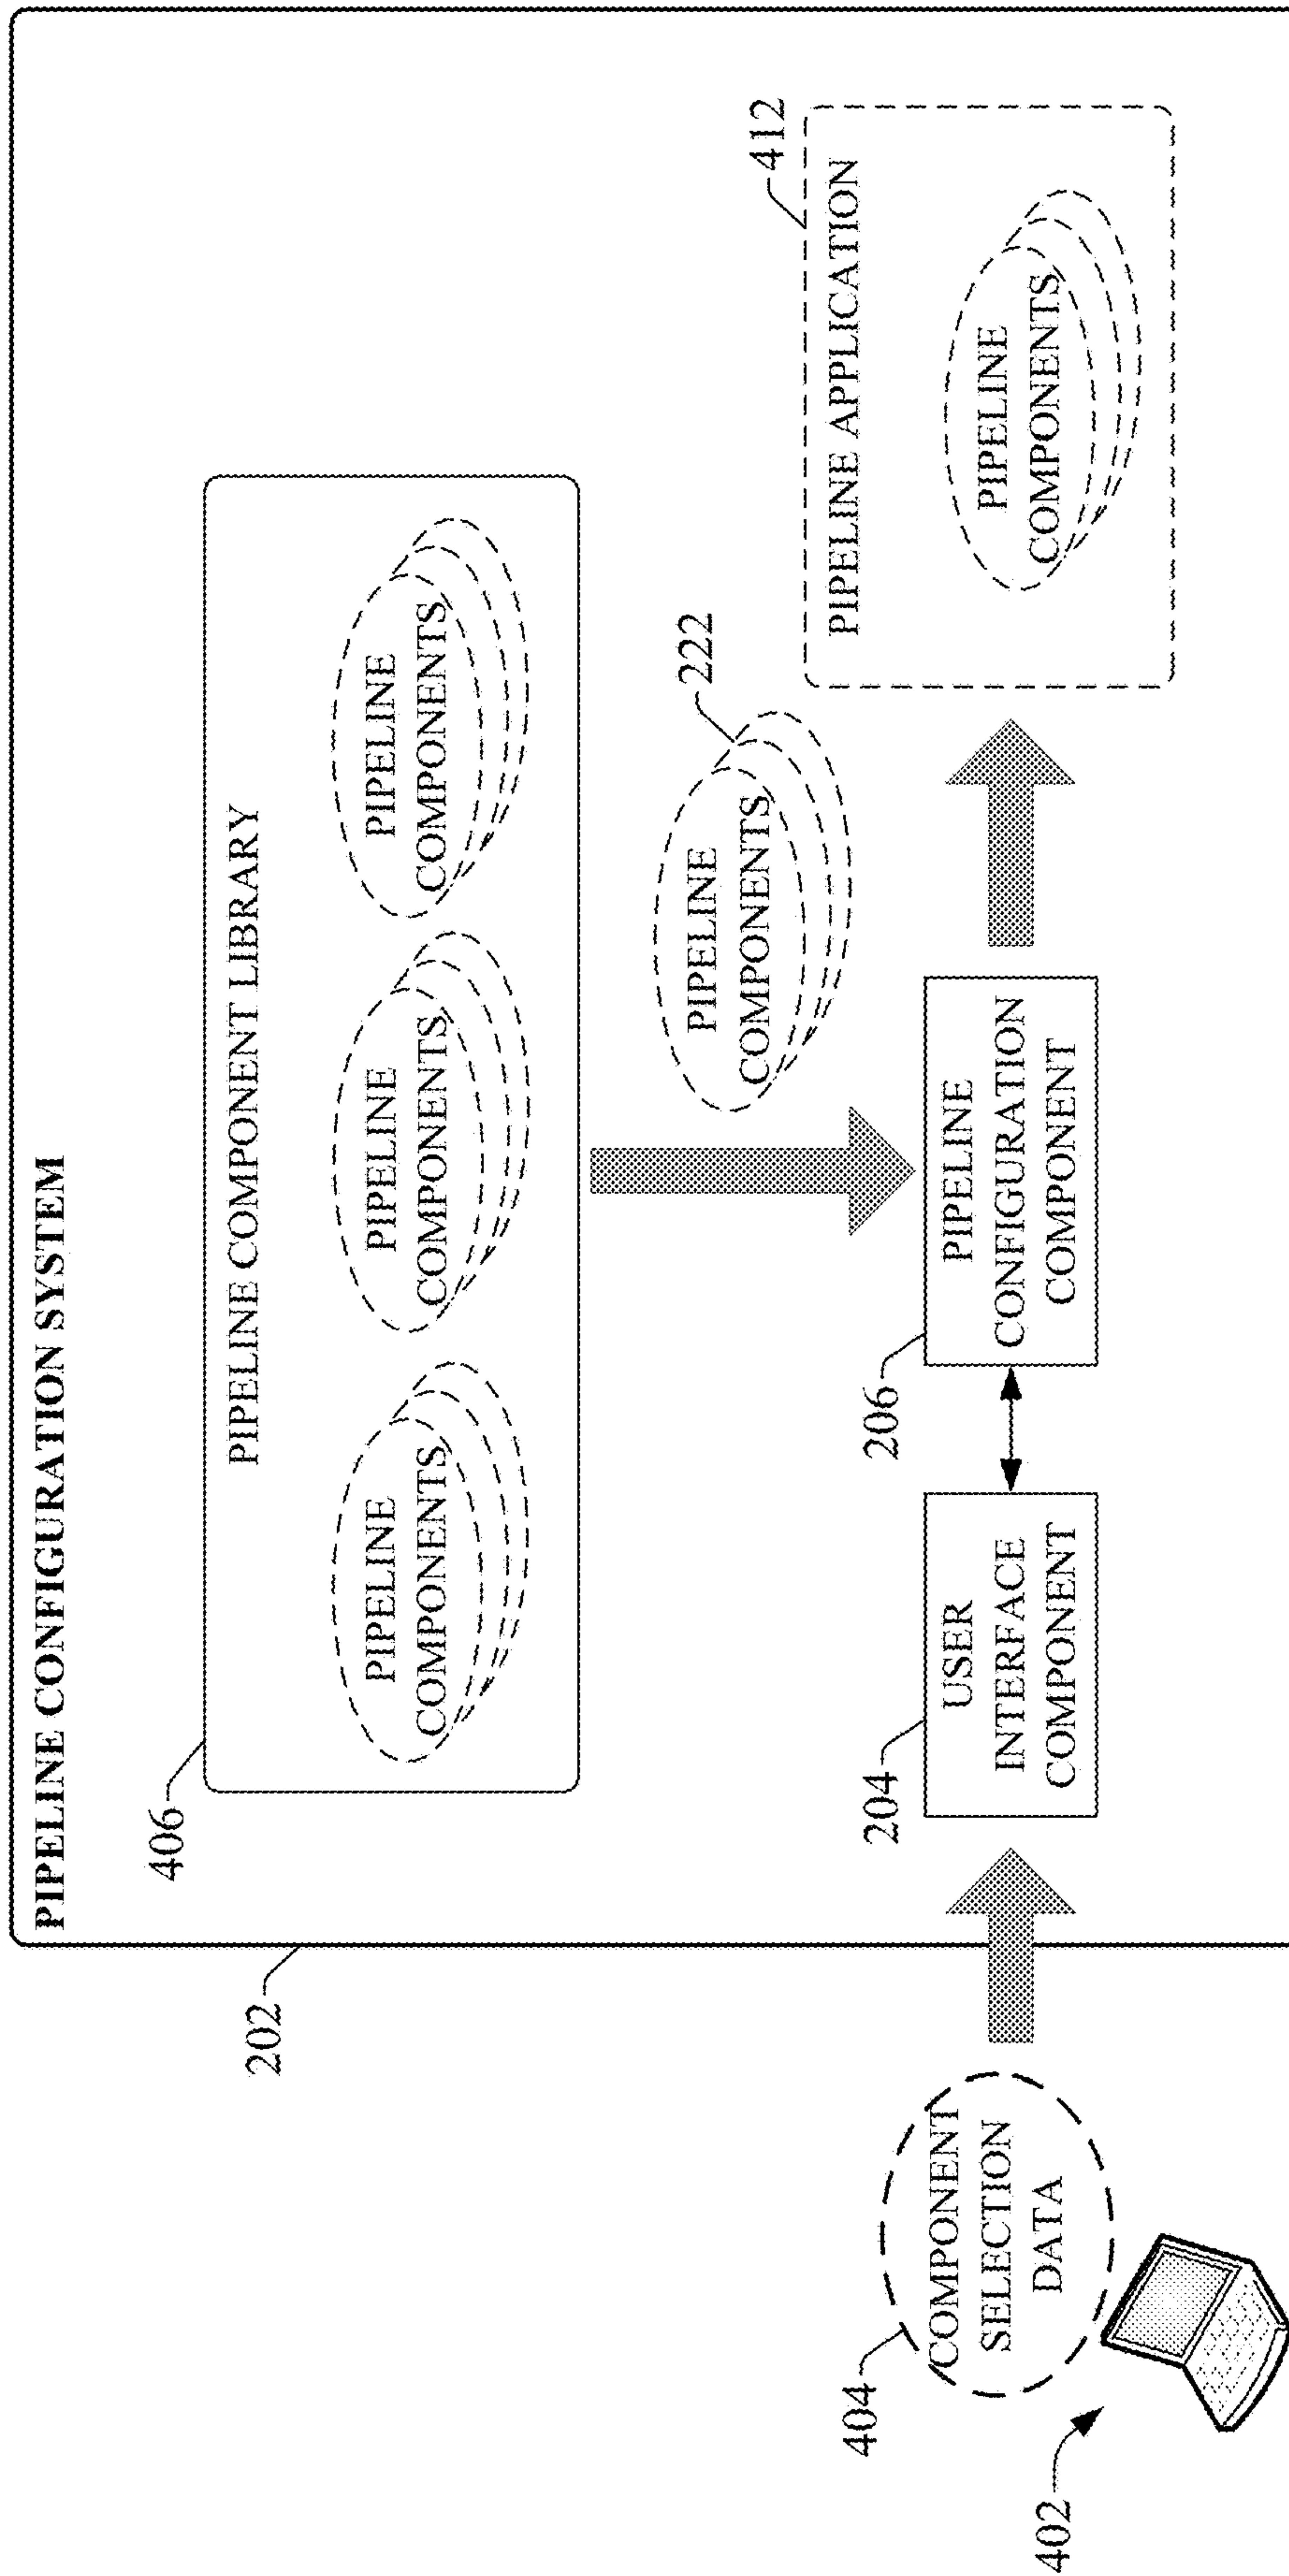 PIPELINE CONFIGURATION SYSTEM
202
406
PIPELINE COMPONENT LIBRARY
PIPELINE
COMPONENTS
PIPELINE
COMPONENTS
PIPELINE
COMPONENTS
PIPELINE
COMPONENTS
222
404
COMPONENT
SELECTION
DATA
402
204
USER
INTERFACE
COMPONENT
206
PIPELINE
CONFIGURATION
COMPONENT
412
PIPELINE APPLICATION
PIPELINE
COMPONENTS